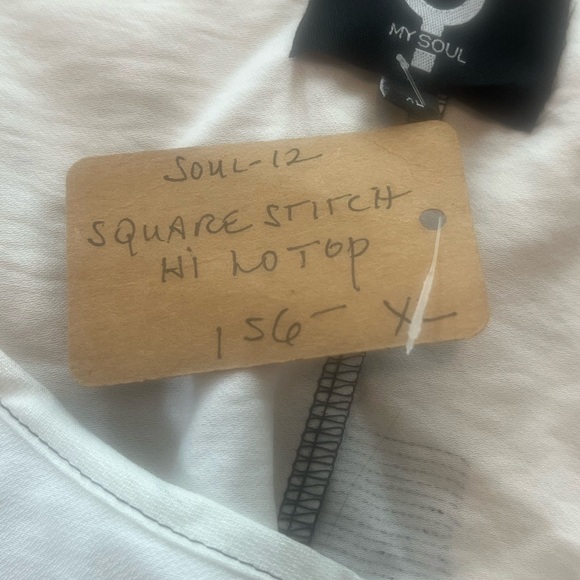 MY SOUL
SOUL-12
SQUARE STITCH
Hi LO TOP
156- XL